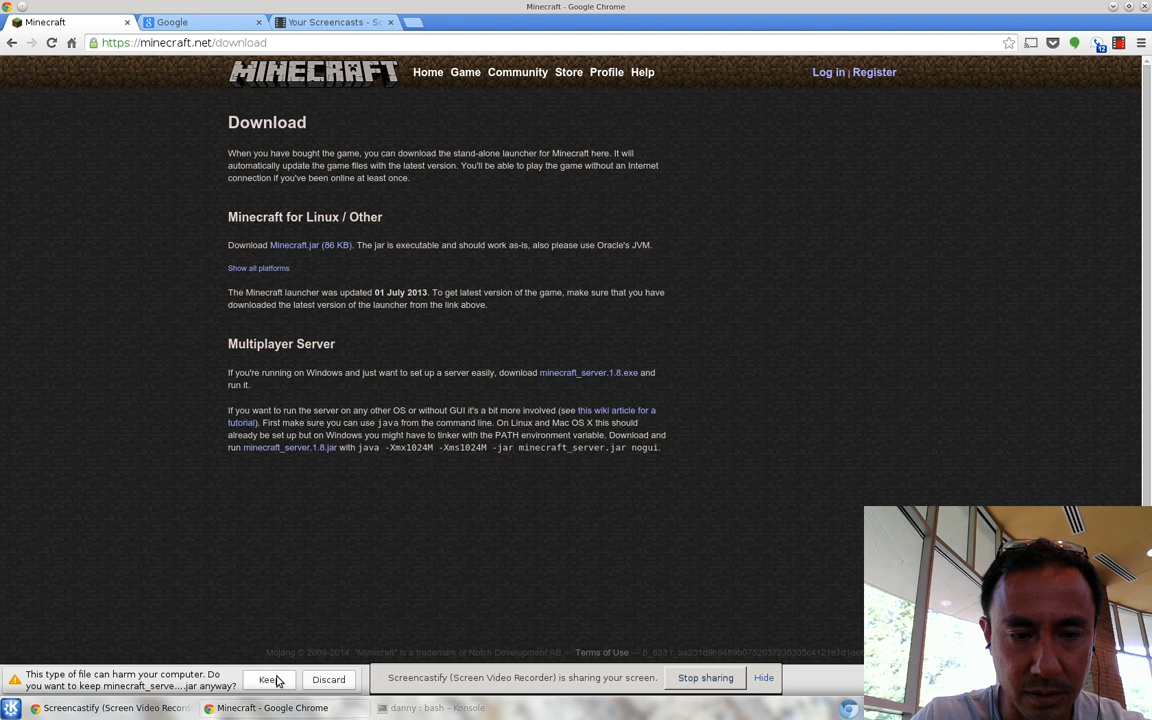 Minecraft - Google Chrome
Minecraft
Google
Your Screencasts - Sc
https://minecraft.net/download
12
MINECRAFT
Home Game Community Store Profile Help
Log in | Register
Download
When you have bought the game, you can download the stand-alone launcher for Minecraft here. It will
automatically update the game files with the latest version. You'll be able to play the game without an Internet
connection if you've been online at least once.
Minecraft for Linux / Other
Download Minecraft.jar (86 KB). The jar is executable and should work as-is, also please use Oracle's JVM.
Show all platforms
The Minecraft launcher was updated 01 July 2013. To get latest version of the game, make sure that you have
downloaded the latest version of the launcher from the link above.
Multiplayer Server
If you're running on Windows and just want to set up a server easily, download minecraft_server.1.8.exe and
run it.
If you want to run the server on any other OS or without GUI it's a bit more involved (see this wiki article for a
tutorial). First make sure you can use java from the command line. On Linux and Mac OS X this should
already be set up but on Windows you might have to tinker with the PATH environment variable. Download and
run minecraft_server.1.8.jar with java -Xmx1024M -Xms1024M -jar minecraft_server.jar nogui.
Mojang © 2009-2014. "Minecraft" is a trademark of Notch Development AB — Terms of Use —
This type of file can harm your computer. Do
you want to keep minecraft_serve....jar anyway?
Keep
Discard
Screencastify (Screen Video Recorder) is sharing your screen.
Stop sharing
Hide
Screencastify (Screen Video Record
Minecraft - Google Chrome
danny : bash – Konsole